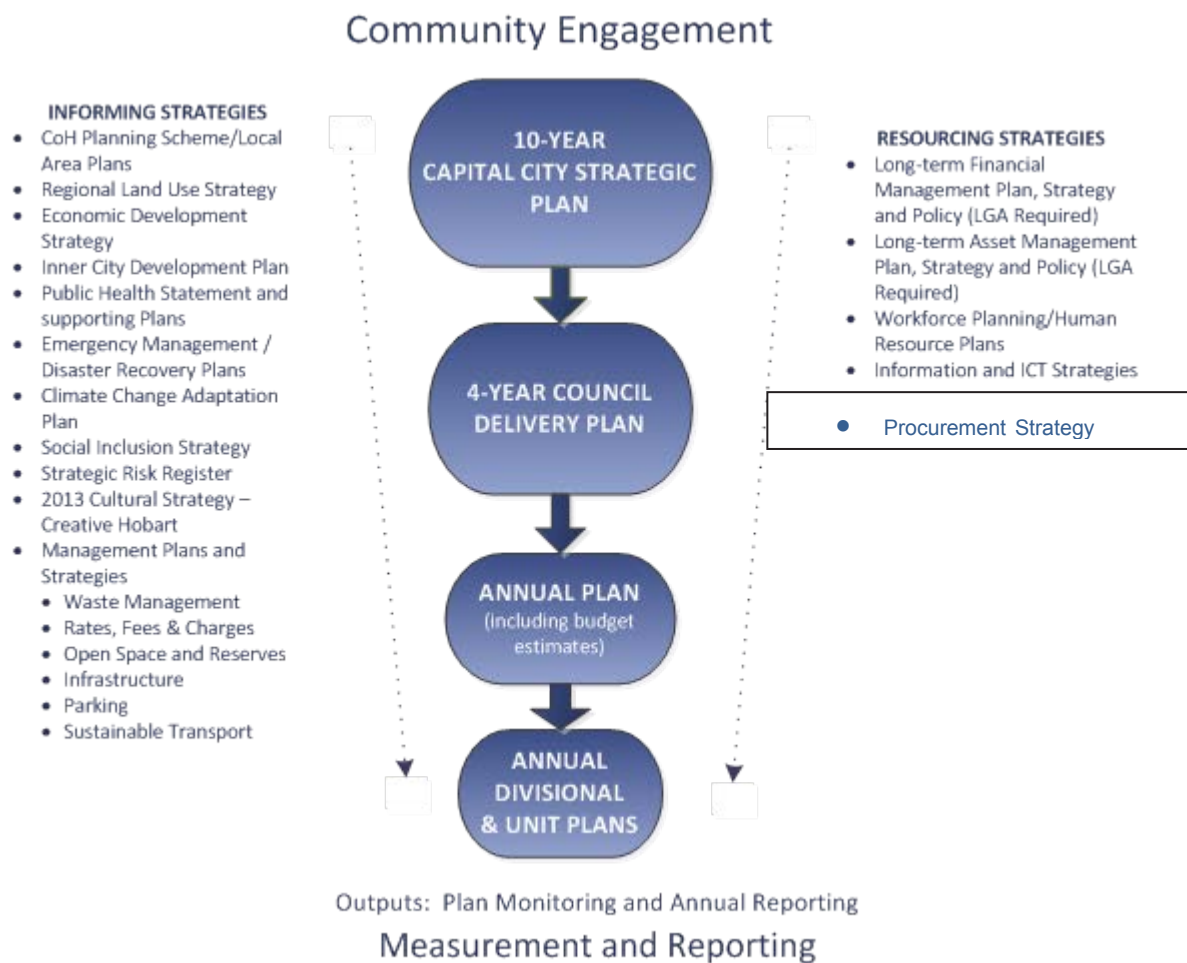 Community Engagement
INFORMING STRATEGIES
• CoH Planning Scheme/Local
Area Plans
• Regional Land Use Strategy
• Economic Development
Strategy
• Inner City Development Plan
• Public Health Statement and
supporting Plans
• Emergency Management /
Disaster Recovery Plans
• Climate Change Adaptation
Plan
• Social Inclusion Strategy
• Strategic Risk Register
• 2013 Cultural Strategy –
Creative Hobart
• Management Plans and
Strategies
• Waste Management
• Rates, Fees & Charges
• Open Space and Reserves
• Infrastructure
• Parking
• Sustainable Transport
10-YEAR
CAPITAL CITY STRATEGIC
PLAN
4-YEAR COUNCIL
DELIVERY PLAN
ANNUAL PLAN
(including budget
estimates)
ANNUAL
DIVISIONAL
& UNIT PLANS
RESOURCING STRATEGIES
• Long-term Financial
Management Plan, Strategy
and Policy (LGA Required)
• Long-term Asset Management
Plan, Strategy and Policy (LGA
Required)
• Workforce Planning/Human
Resource Plans
• Information and ICT Strategies
• Procurement Strategy
Outputs: Plan Monitoring and Annual Reporting
Measurement and Reporting